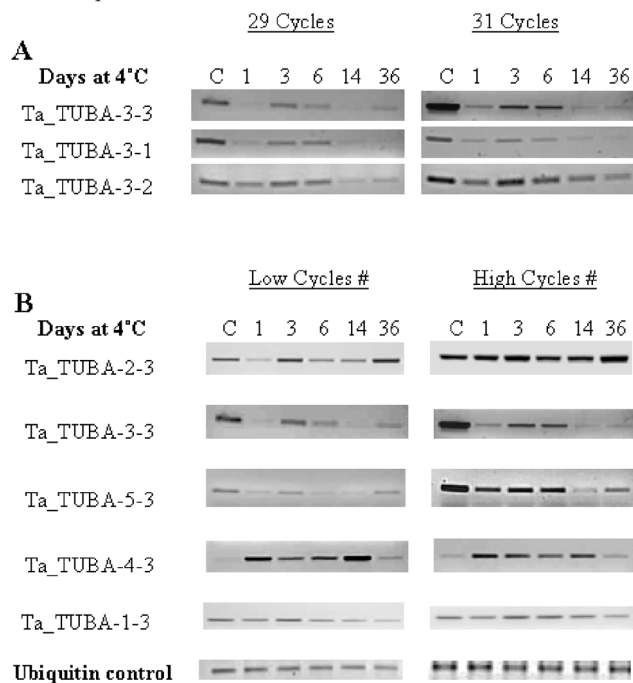 29 Cycles 31 Cycles
A
Days at 4°C C 1 3 6 14 36 C 1 3 6 14 36
Ta_TUBA-3-3
Ta_TUBA-3-1
Ta_TUBA-3-2
Low Cycles # High Cycles #
B
Days at 4°C C 1 3 6 14 36 C 1 3 6 14 36
Ta_TUBA-2-3
Ta_TUBA-3-3
Ta_TUBA-5-3
Ta_TUBA-4-3
Ta_TUBA-1-3
Ubiquitin control